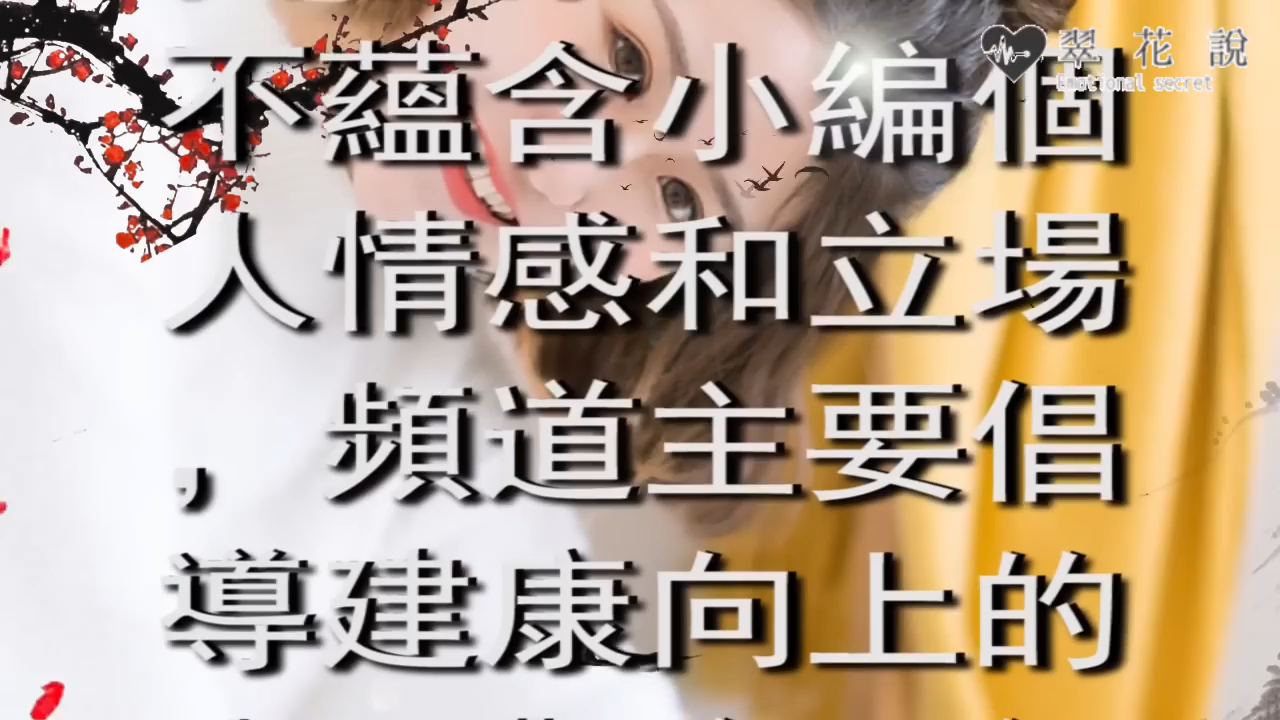 翠花說
Emotional secret
不蘊含小編個
人情感和立場
，頻道主要倡
導建康向上的